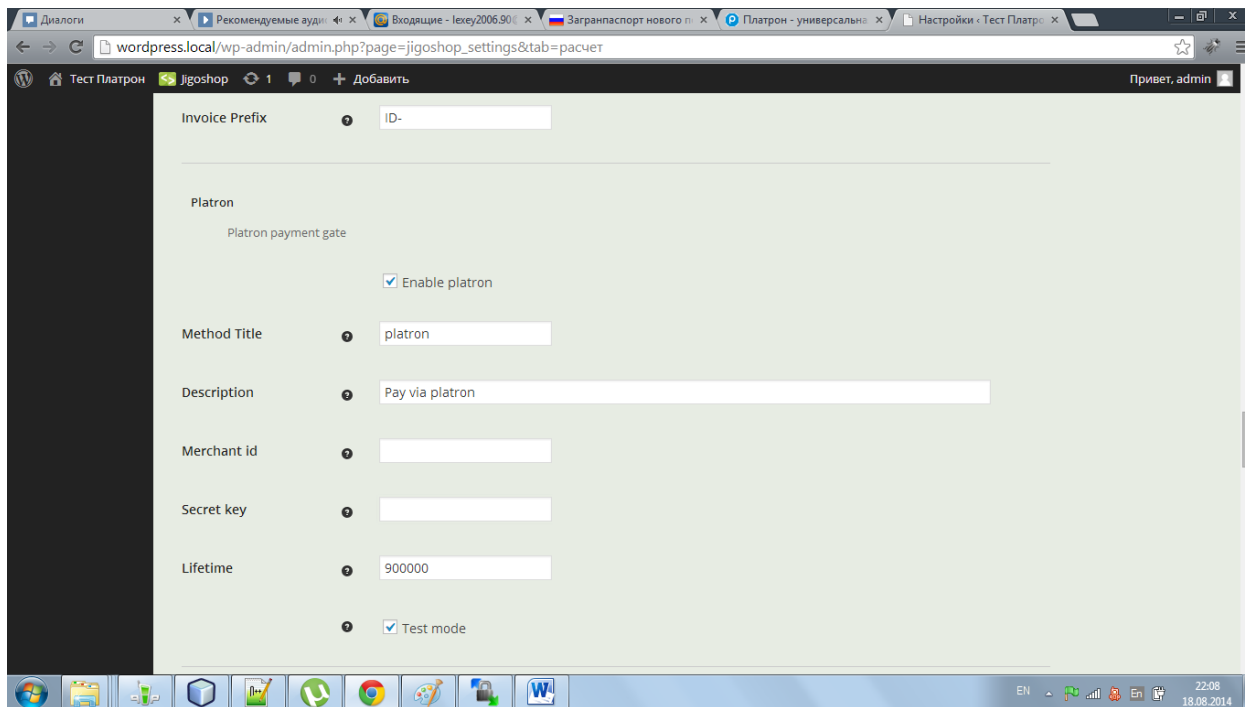 Диалоги
Рекомендуемые ауди
Входящие - lexey2006.90
Загранпаспорт нового п
Платрон - универсальна
Настройки ‹ Тест Платро
wordpress.local/wp-admin/admin.php?page=jigoshop_settings&tab=расчет
Тест Платрон Jigoshop 1 0 + Добавить
Привет, admin
Invoice Prefix
ID-
Platron
Platron payment gate
Enable platron
Method Title
platron
Description
Pay via platron
Merchant id
Secret key
Lifetime
900000
Test mode
EN
En
22:08
18.08.2014